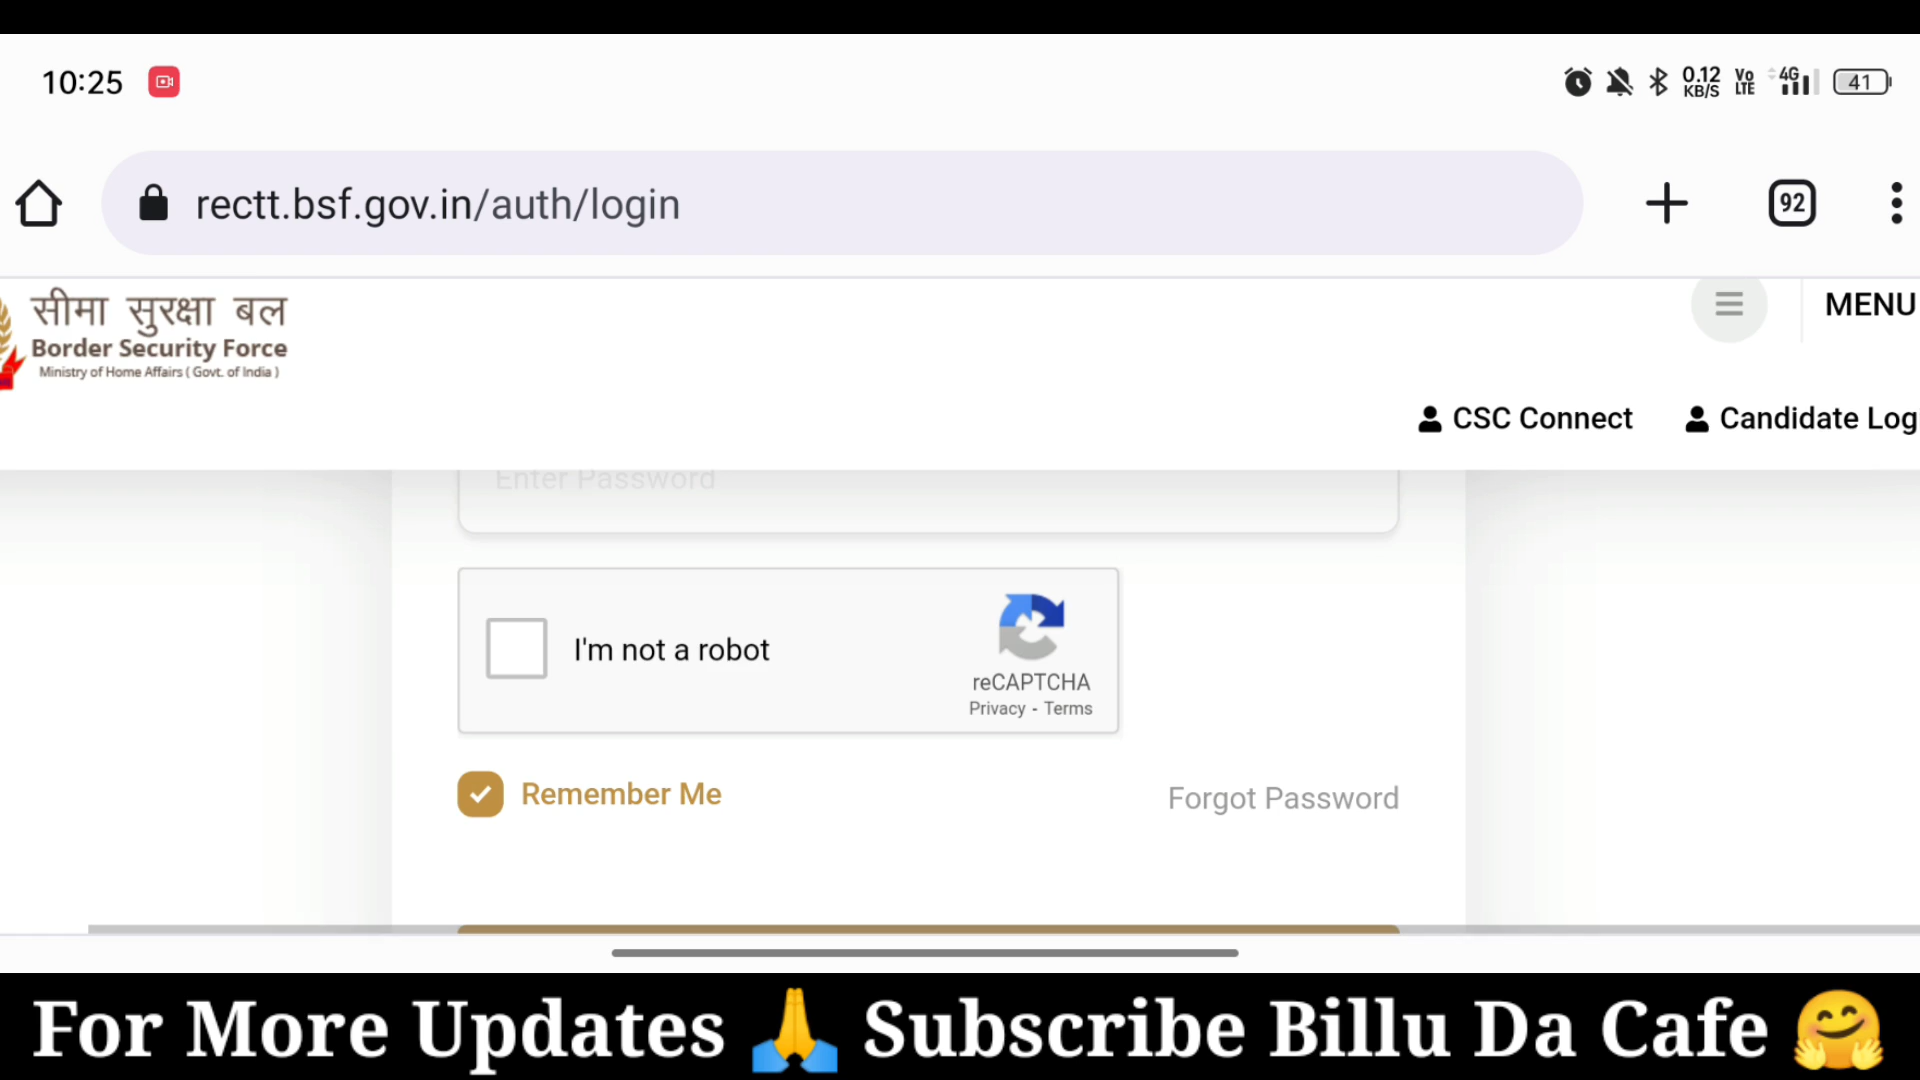 10:25
0.12 KB/S Vo LTE 4G 41
rectt.bsf.gov.in/auth/login
92
सीमा सुरक्षा बल
Border Security Force
Ministry of Home Affairs ( Govt. of India )
MENU
CSC Connect
Candidate Log
Enter Password
I'm not a robot
reCAPTCHA
Privacy - Terms
Remember Me
Forgot Password
For More Updates 🙏 Subscribe Billu Da Cafe 🤗